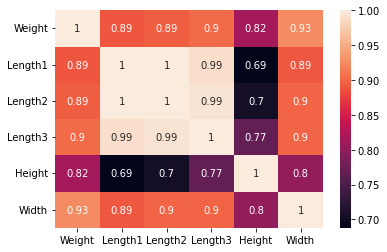 Weight 1 0.89 0.89 0.9 0.82 0.93
Length1 0.89 1 1 0.99 0.69 0.89
Length2 0.89 1 1 0.99 0.7 0.9
Length3 0.9 0.99 0.99 1 0.77 0.9
Height 0.82 0.69 0.7 0.77 1 0.8
Width 0.93 0.89 0.9 0.9 0.8 1
Weight Length1 Length2 Length3 Height Width
1.00
0.95
0.90
0.85
0.80
0.75
0.70